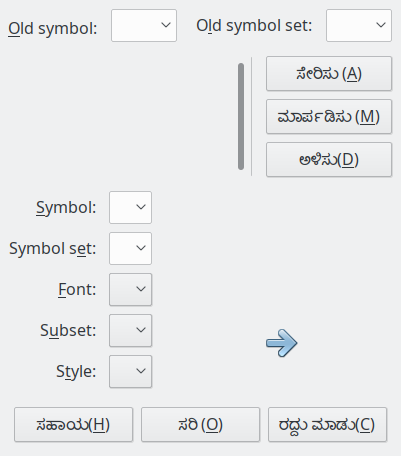 Old symbol: Old symbol set:
ಸೇರಿಸು (A)
ಮಾರ್ಪಡಿಸು (M)
ಅಳಿಸು(D)
Symbol:
Symbol set:
Font:
Subset:
Style:
ಸಹಾಯ(H) ಸರಿ (O) ರದ್ದು ಮಾಡು(C)